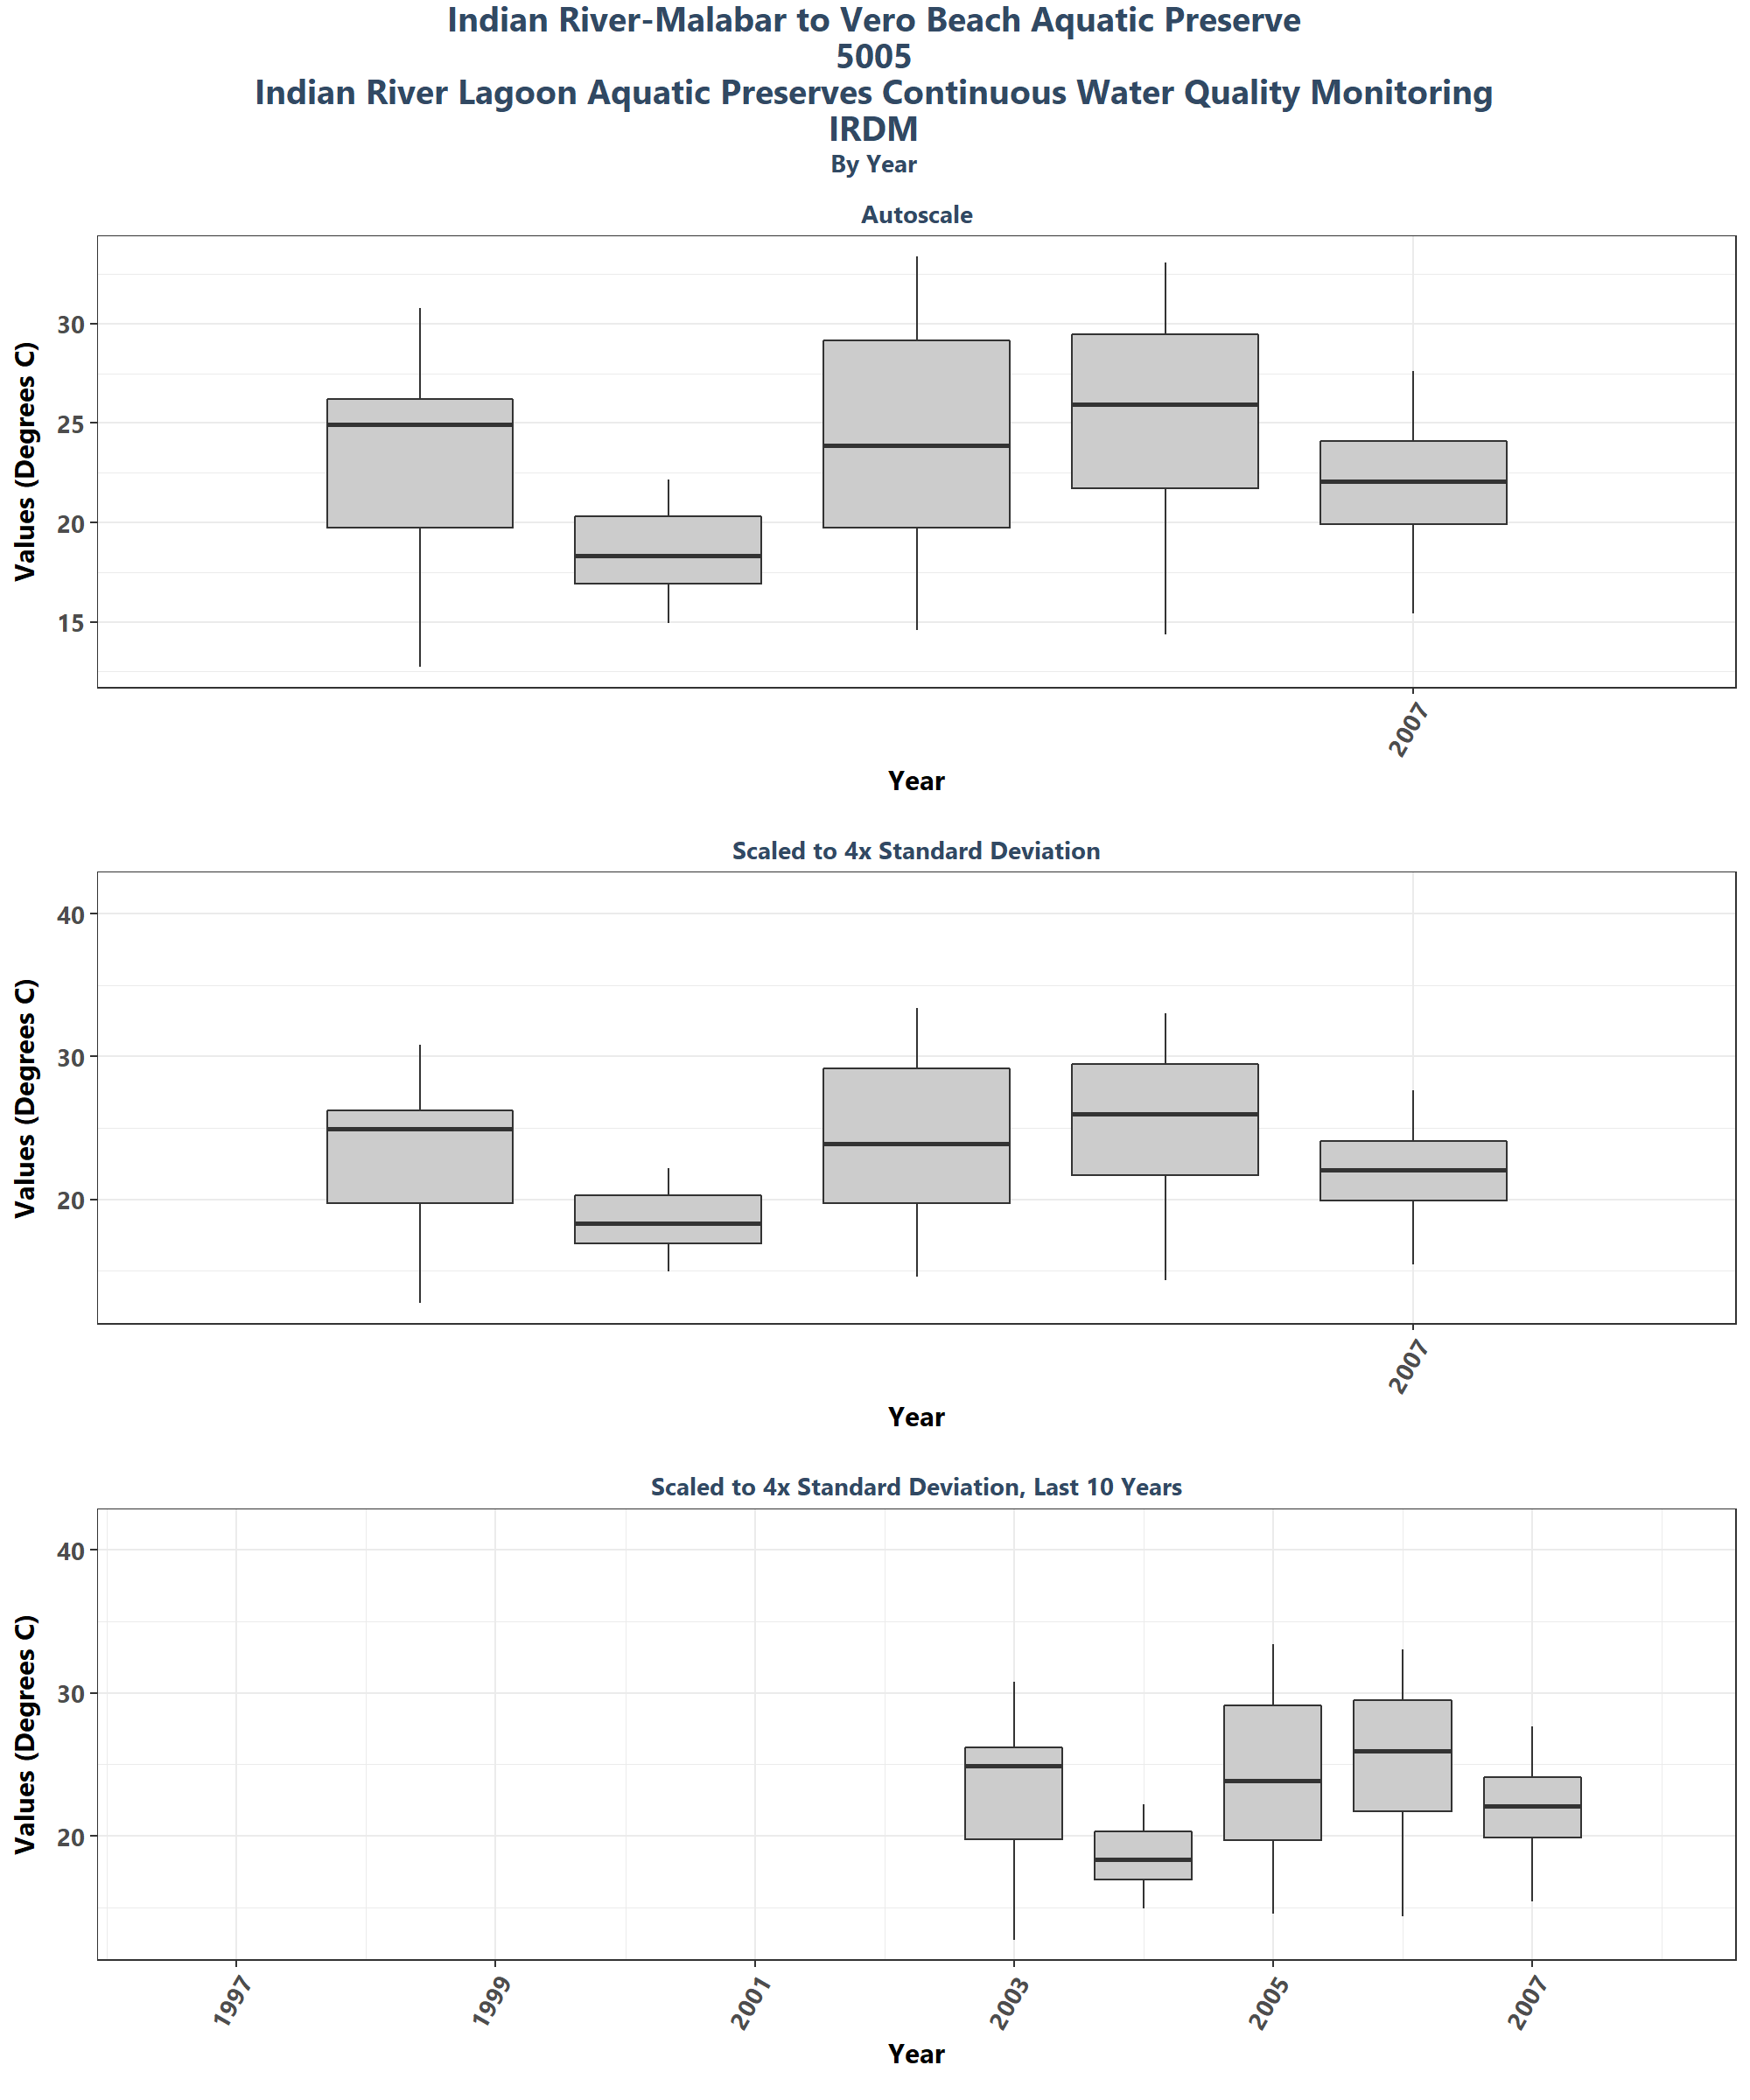 Indian River-Malabar to Vero Beach Aquatic Preserve
5005
Indian River Lagoon Aquatic Preserves Continuous Water Quality Monitoring
IRDM
By Year
Autoscale
Values (Degrees C)
30
25
20
15
2007
Year
Scaled to 4x Standard Deviation
Values (Degrees C)
40
30
20
2007
Year
Scaled to 4x Standard Deviation, Last 10 Years
Values (Degrees C)
40
30
20
1997 1999 2001 2003 2005 2007
Year